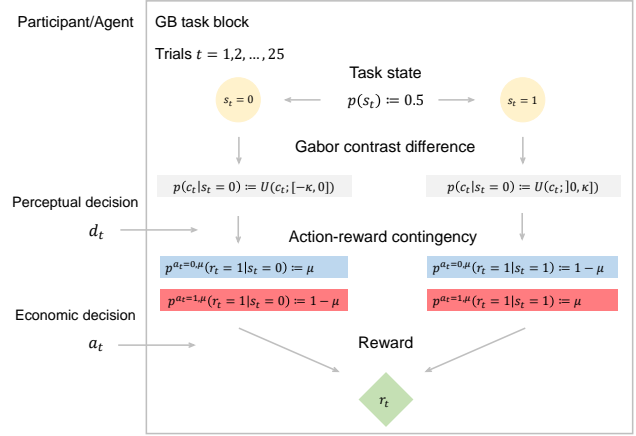 Participant/Agent
GB task block
Trials t = 1,2, … , 25
Task state
s_t = 0
p(s_t) ≔ 0.5
s_t = 1
Gabor contrast difference
p(c_t|s_t = 0) ≔ U(c_t; [−κ, 0])
p(c_t|s_t = 0) ≔ U(c_t; ]0, κ])
Perceptual decision
d_t
Action-reward contingency
p^{a_t=0,μ}(r_t = 1|s_t = 0) ≔ μ
p^{a_t=0,μ}(r_t = 1|s_t = 1) ≔ 1 − μ
p^{a_t=1,μ}(r_t = 1|s_t = 0) ≔ 1 − μ
p^{a_t=1,μ}(r_t = 1|s_t = 1) ≔ μ
Economic decision
a_t
Reward
r_t